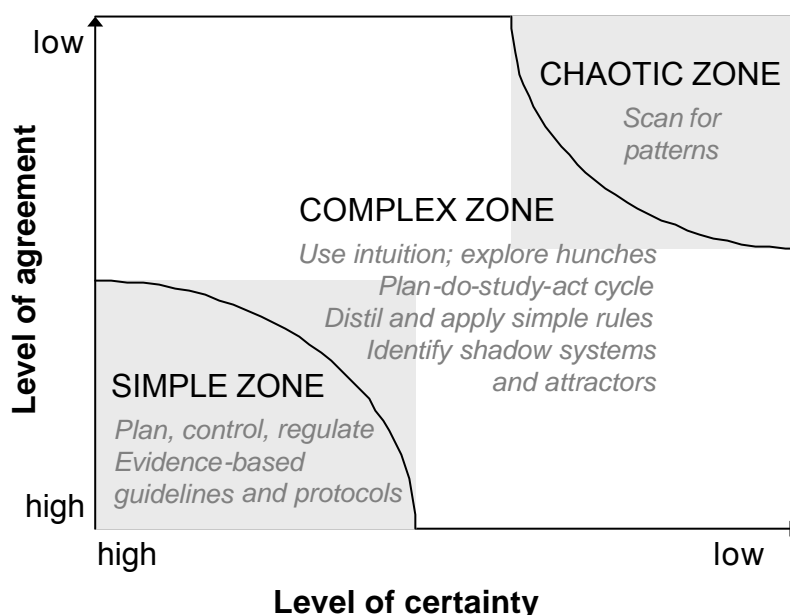 low
CHAOTIC ZONE
Scan for
patterns
Level of agreement
COMPLEX ZONE
Use intuition; explore hunches
Plan-do-study-act cycle
Distil and apply simple rules
Identify shadow systems
and attractors
SIMPLE ZONE
Plan, control, regulate
Evidence-based
guidelines and protocols
high
high
low
Level of certainty